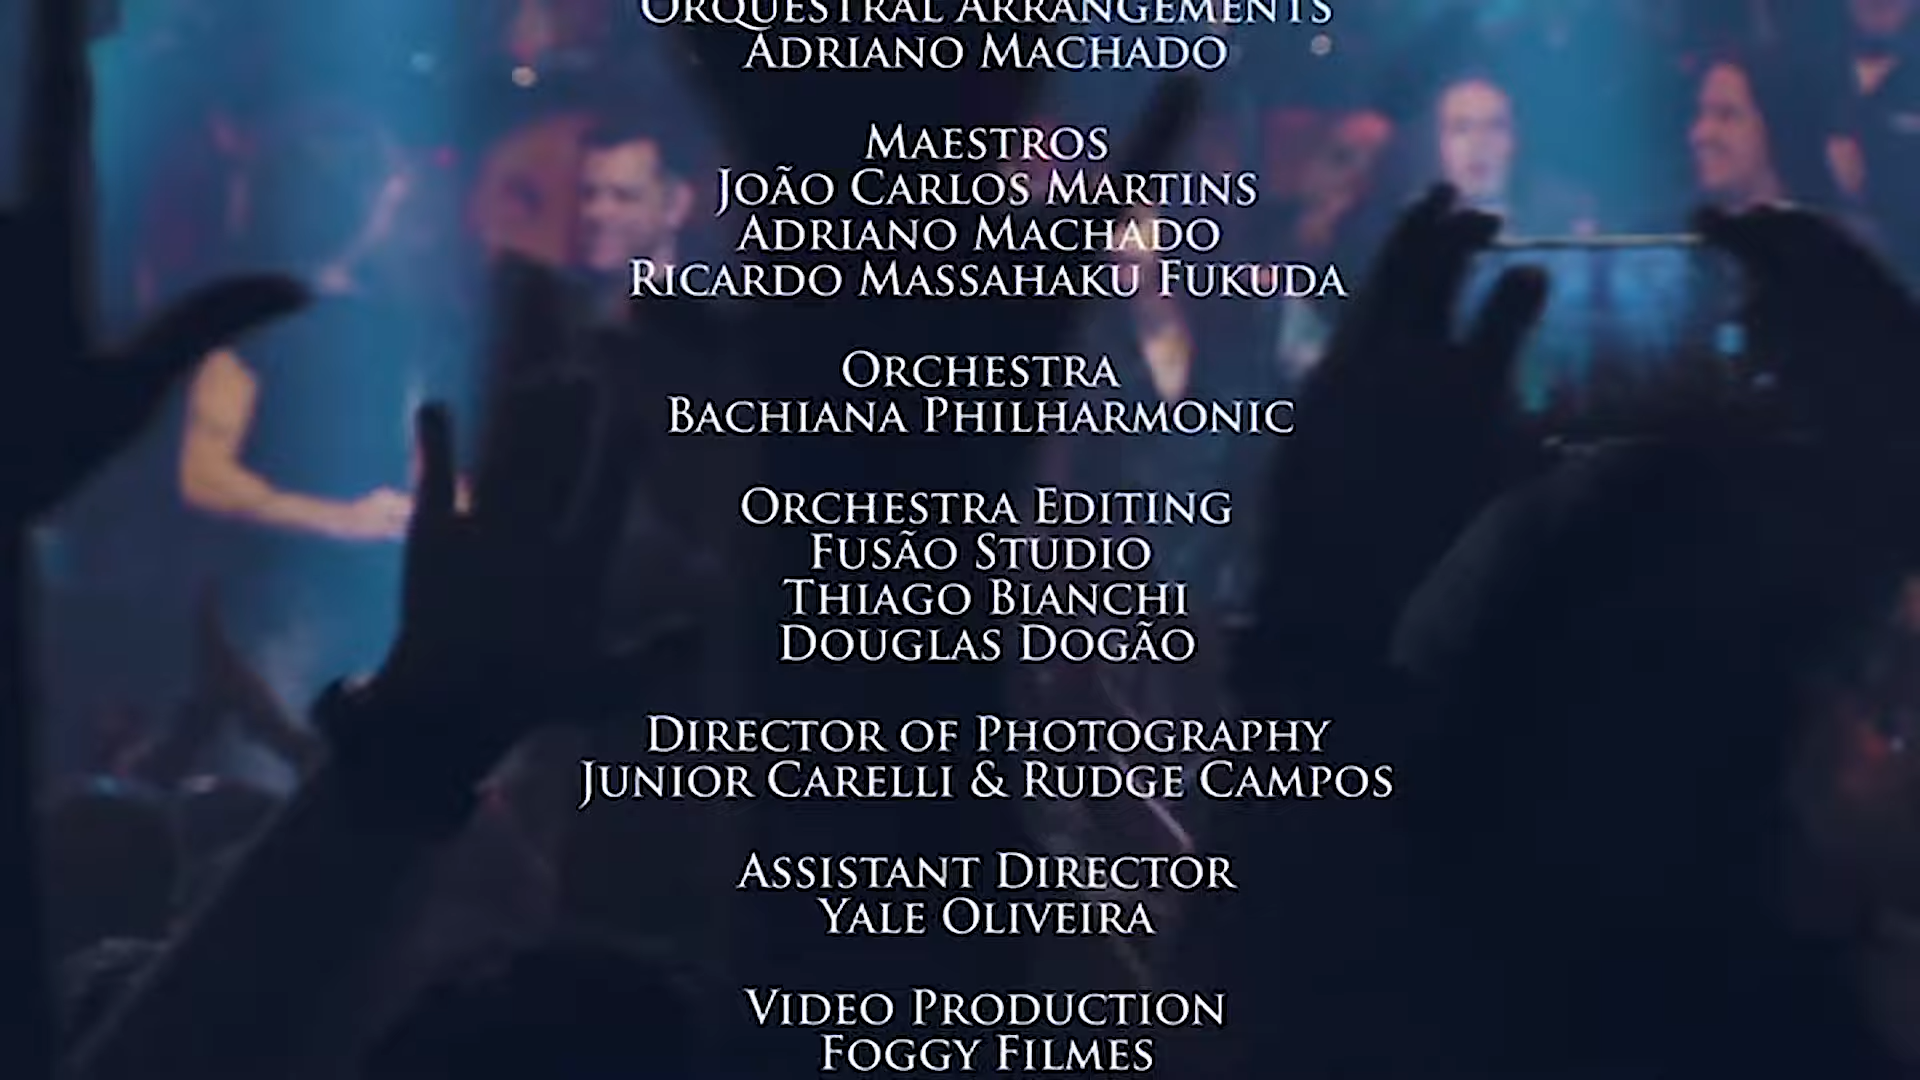 ORQUESTRAL ARRANGEMENTS
ADRIANO MACHADO
MAESTROS
JOÃO CARLOS MARTINS
ADRIANO MACHADO
RICARDO MASSAHAKU FUKUDA
ORCHESTRA
BACHIANA PHILHARMONIC
ORCHESTRA EDITING
FUSÃO STUDIO
THIAGO BIANCHI
DOUGLAS DOGÃO
DIRECTOR OF PHOTOGRAPHY
JUNIOR CARELLI & RUDGE CAMPOS
ASSISTANT DIRECTOR
YALE OLIVEIRA
VIDEO PRODUCTION
FOGGY FILMES